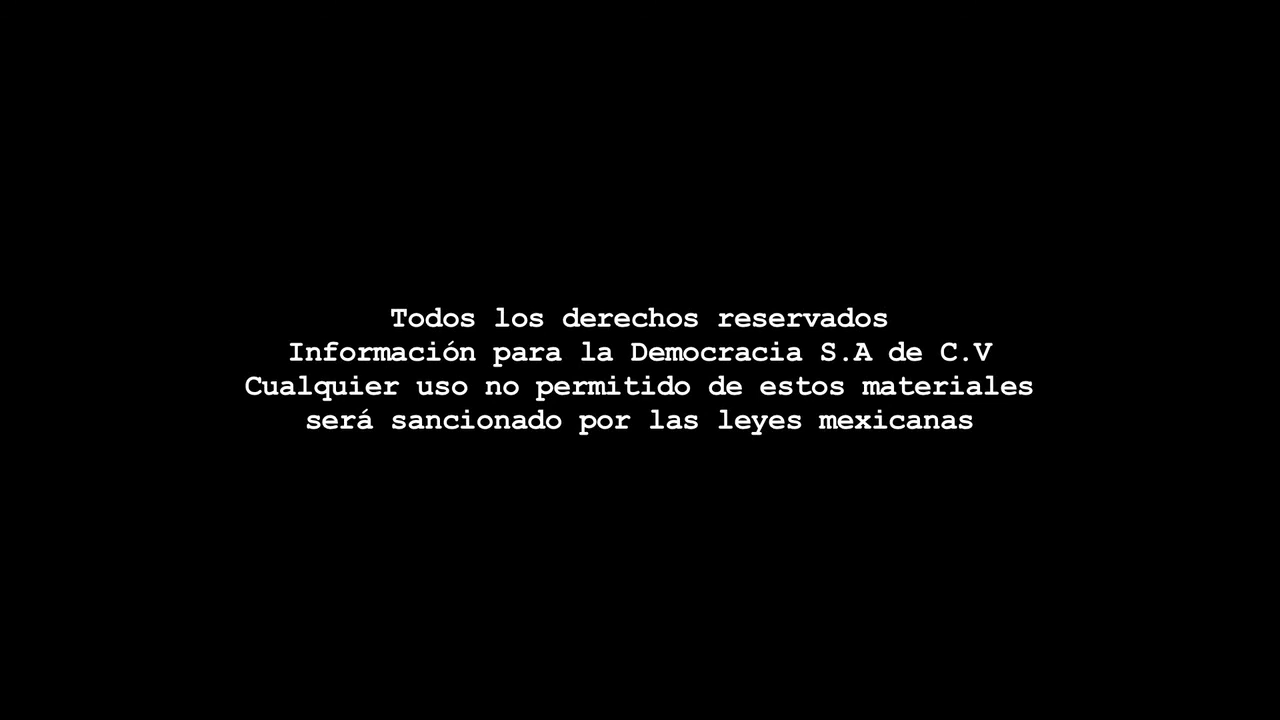 Todos los derechos reservados
Información para la Democracia S.A de C.V
Cualquier uso no permitido de estos materiales
será sancionado por las leyes mexicanas